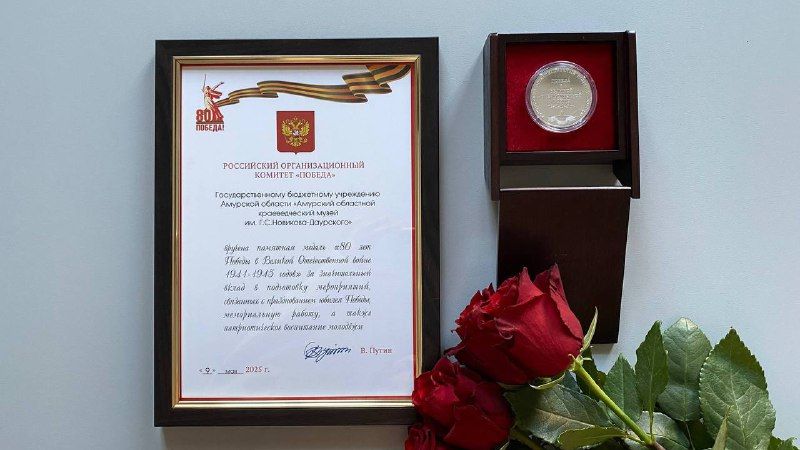 80
ПОБЕДА!
РОССИЙСКИЙ ОРГАНИЗАЦИОННЫЙ
КОМИТЕТ «ПОБЕДА»
Государственному бюджетному учреждению
Амурской области «Амурский областной
краеведческий музей
им. Г.С.Новикова-Даурского»
вручена памятная медаль «80 лет
Победы в Великой Отечественной войне
1941-1945 годов» за значительный
вклад в подготовку мероприятий,
связанных с празднованием юбилея Победы,
мемориальную работу, а также
патриотическое воспитание молодежи
В. Путин
« 9 » мая 2025 г.